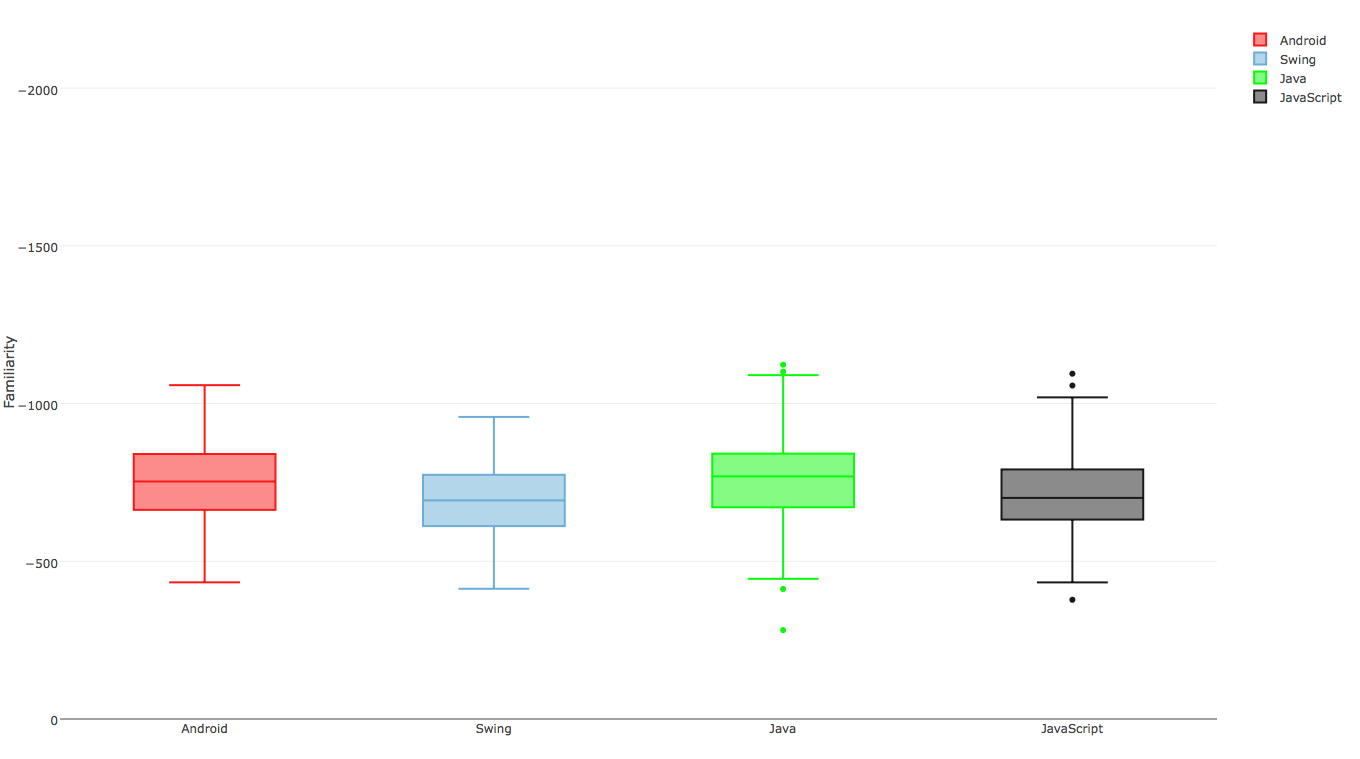 Android
Swing
Java
JavaScript
−2000
−1500
−1000
−500
0
Familiarity
Android
Swing
Java
JavaScript